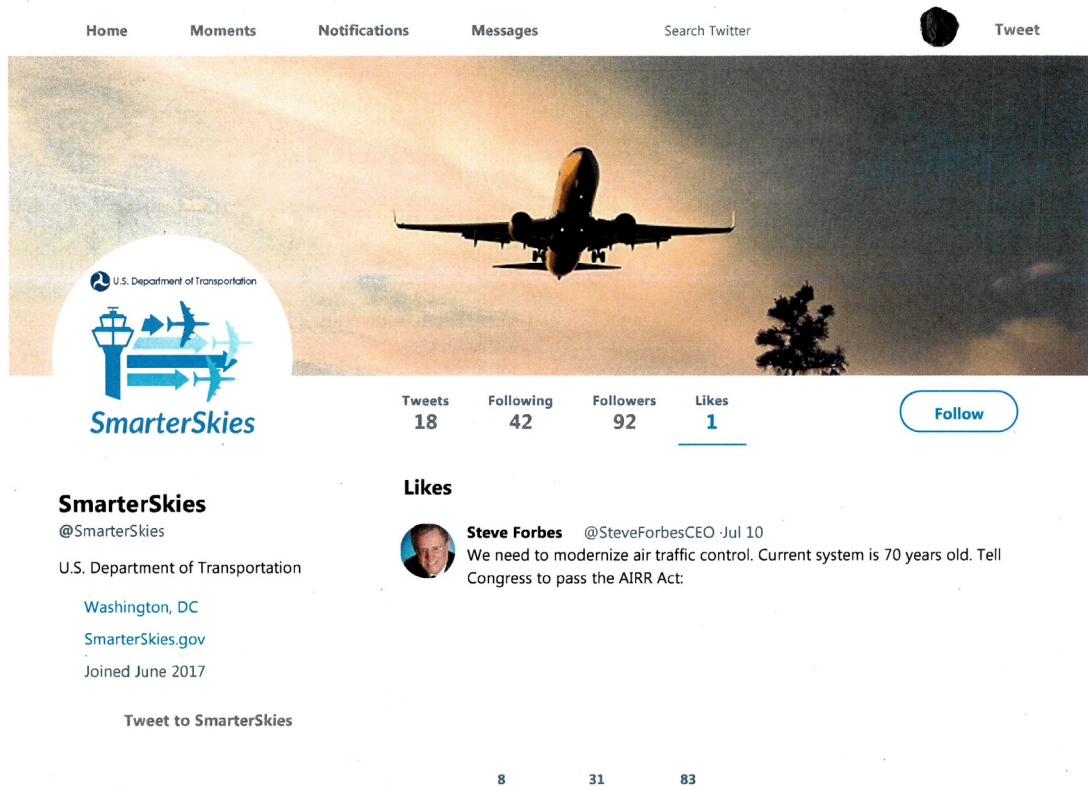 Home Moments Notifications Messages Search Twitter Tweet
U.S. Department of Transportation
SmarterSkies
Tweets Following Followers Likes
18 42 92 1
Follow
SmarterSkies
@SmarterSkies
U.S. Department of Transportation
Washington, DC
SmarterSkies.gov
Joined June 2017
Tweet to SmarterSkies
Likes
Steve Forbes @SteveForbesCEO ·Jul 10
We need to modernize air traffic control. Current system is 70 years old. Tell
Congress to pass the AIRR Act:
8 31 83